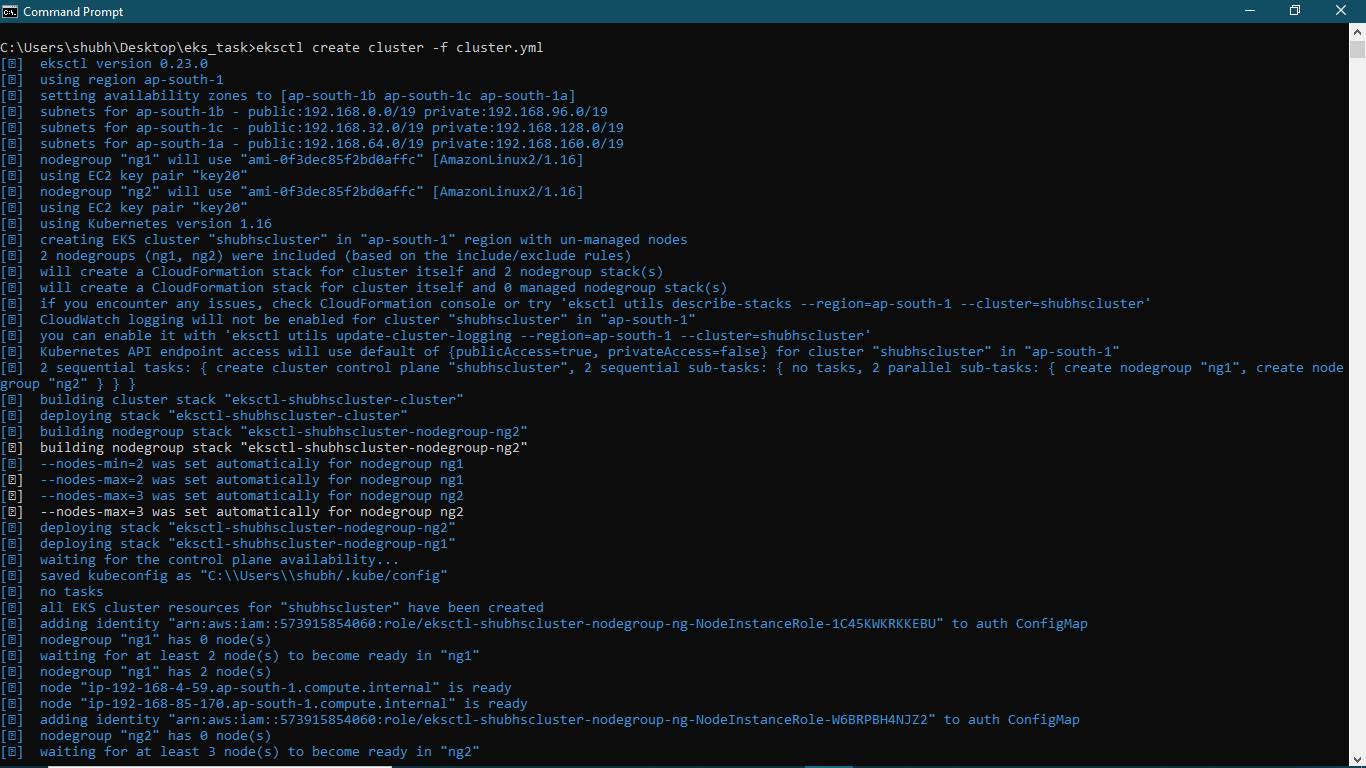 Command Prompt
C:\Users\shubh\Desktop\eks_task>eksctl create cluster -f cluster.yml
[?]  eksctl version 0.23.0
[?]  using region ap-south-1
[?]  setting availability zones to [ap-south-1b ap-south-1c ap-south-1a]
[?]  subnets for ap-south-1b - public:192.168.0.0/19 private:192.168.96.0/19
[?]  subnets for ap-south-1c - public:192.168.32.0/19 private:192.168.128.0/19
[?]  subnets for ap-south-1a - public:192.168.64.0/19 private:192.168.160.0/19
[?]  nodegroup "ng1" will use "ami-0f3dec85f2bd0affc" [AmazonLinux2/1.16]
[?]  using EC2 key pair "key20"
[?]  nodegroup "ng2" will use "ami-0f3dec85f2bd0affc" [AmazonLinux2/1.16]
[?]  using EC2 key pair "key20"
[?]  using Kubernetes version 1.16
[?]  creating EKS cluster "shubhscluster" in "ap-south-1" region with un-managed nodes
[?]  2 nodegroups (ng1, ng2) were included (based on the include/exclude rules)
[?]  will create a CloudFormation stack for cluster itself and 2 nodegroup stack(s)
[?]  will create a CloudFormation stack for cluster itself and 0 managed nodegroup stack(s)
[?]  if you encounter any issues, check CloudFormation console or try 'eksctl utils describe-stacks --region=ap-south-1 --cluster=shubhscluster'
[?]  CloudWatch logging will not be enabled for cluster "shubhscluster" in "ap-south-1"
[?]  you can enable it with 'eksctl utils update-cluster-logging --region=ap-south-1 --cluster=shubhscluster'
[?]  Kubernetes API endpoint access will use default of {publicAccess=true, privateAccess=false} for cluster "shubhscluster" in "ap-south-1"
[?]  2 sequential tasks: { create cluster control plane "shubhscluster", 2 sequential sub-tasks: { no tasks, 2 parallel sub-tasks: { create nodegroup "ng1", create node
group "ng2" } } }
[?]  building cluster stack "eksctl-shubhscluster-cluster"
[?]  deploying stack "eksctl-shubhscluster-cluster"
[?]  building nodegroup stack "eksctl-shubhscluster-nodegroup-ng2"
[?]  building nodegroup stack "eksctl-shubhscluster-nodegroup-ng2"
[?]  --nodes-min=2 was set automatically for nodegroup ng1
[?]  --nodes-max=2 was set automatically for nodegroup ng1
[?]  --nodes-max=3 was set automatically for nodegroup ng2
[?]  --nodes-max=3 was set automatically for nodegroup ng2
[?]  deploying stack "eksctl-shubhscluster-nodegroup-ng2"
[?]  deploying stack "eksctl-shubhscluster-nodegroup-ng1"
[?]  waiting for the control plane availability...
[?]  saved kubeconfig as "C:\\Users\\shubh/.kube/config"
[?]  no tasks
[?]  all EKS cluster resources for "shubhscluster" have been created
[?]  adding identity "arn:aws:iam::573915854060:role/eksctl-shubhscluster-nodegroup-ng-NodeInstanceRole-1C45KWKRKKEBU" to auth ConfigMap
[?]  nodegroup "ng1" has 0 node(s)
[?]  waiting for at least 2 node(s) to become ready in "ng1"
[?]  nodegroup "ng1" has 2 node(s)
[?]  node "ip-192-168-4-59.ap-south-1.compute.internal" is ready
[?]  node "ip-192-168-85-170.ap-south-1.compute.internal" is ready
[?]  adding identity "arn:aws:iam::573915854060:role/eksctl-shubhscluster-nodegroup-ng-NodeInstanceRole-W6BRPBH4NJZ2" to auth ConfigMap
[?]  nodegroup "ng2" has 0 node(s)
[?]  waiting for at least 3 node(s) to become ready in "ng2"